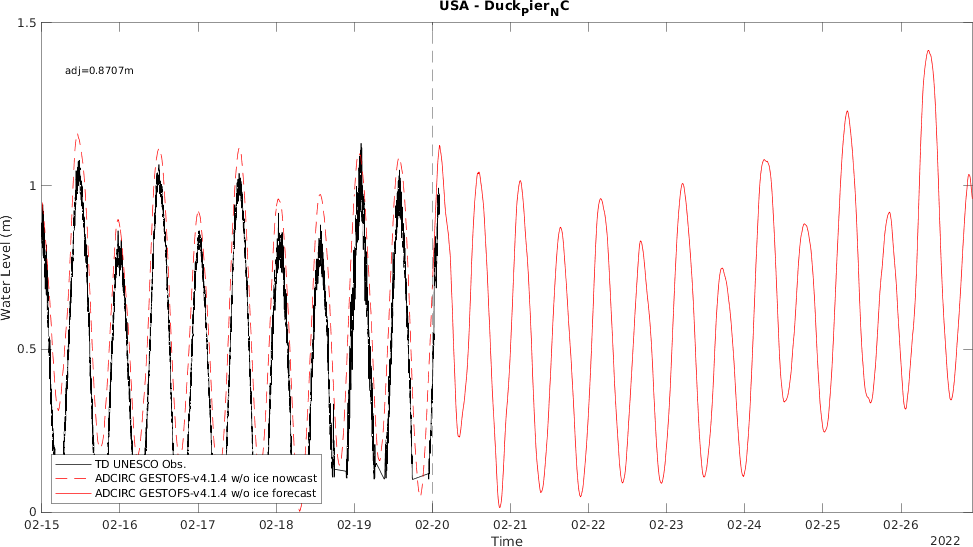 USA - DuckPierNC
1.5
adj=0.8707m
1
Water Level (m)
0.5
TD UNESCO Obs.
ADCIRC GESTOFS-v4.1.4 w/o ice nowcast
ADCIRC GESTOFS-v4.1.4 w/o ice forecast
0
02-15 02-16 02-17 02-18 02-19 02-20 02-21 02-22 02-23 02-24 02-25 02-26
Time
2022